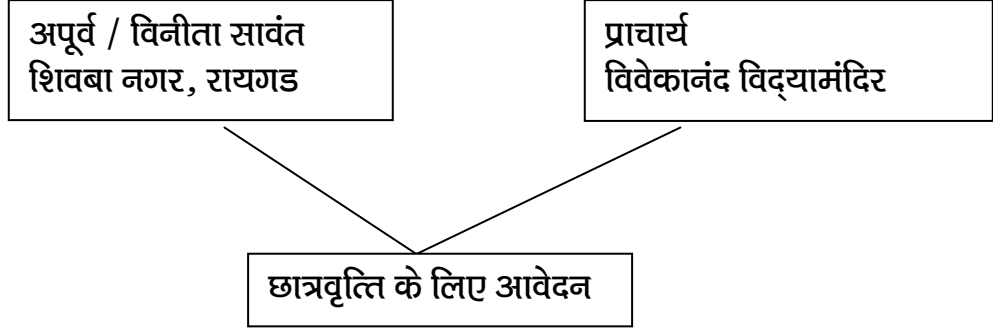 अपूर्व / विनीता सावंत
शिवबा नगर, रायगड
प्राचार्य
विवेकानंद विद्‌यामंदिर
छात्रवृत्ति के लिए आवेदन